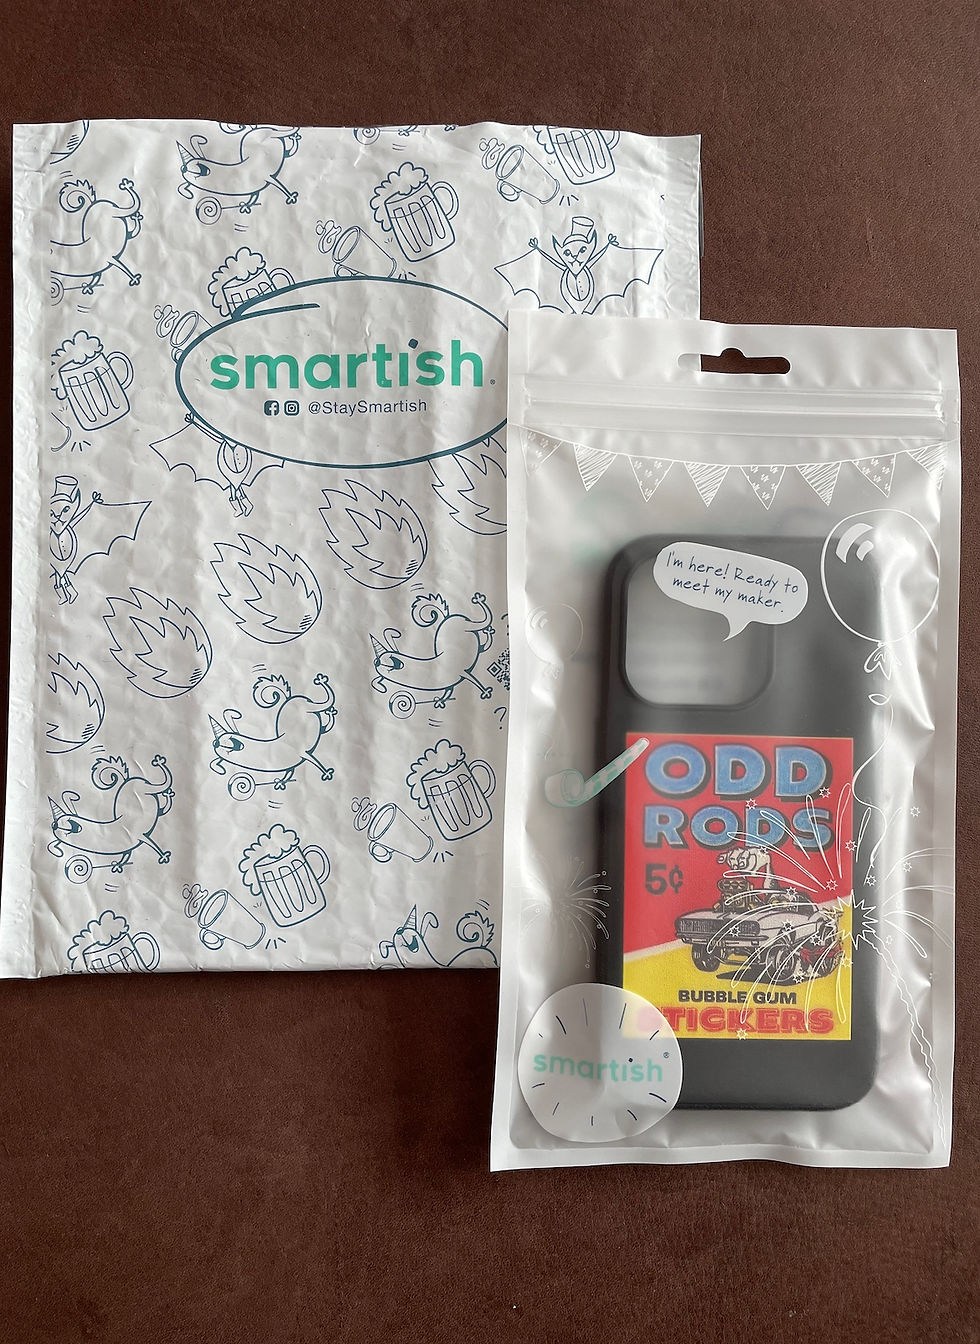 smartish®
@StaySmartish
I'm here! Ready to
meet my maker.
ODD
RODS
5¢
BUBBLE GUM
STICKERS
smartish®